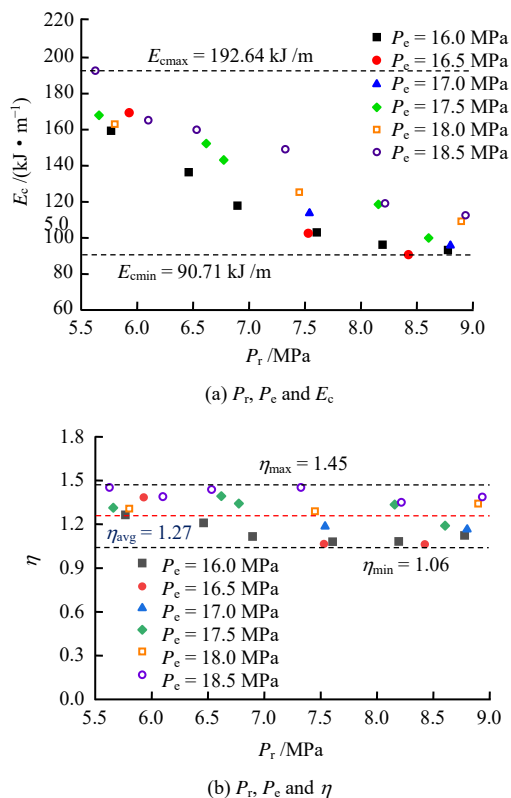 220
200
180
160
140
120
5.0
100
80
60
E_c /(kJ • m⁻¹)
E_cmax = 192.64 kJ /m
P_e = 16.0 MPa
P_e = 16.5 MPa
P_e = 17.0 MPa
P_e = 17.5 MPa
P_e = 18.0 MPa
P_e = 18.5 MPa
E_cmin = 90.71 kJ /m
5.5 6.0 6.5 7.0 7.5 8.0 8.5 9.0
P_r /MPa
(a) P_r, P_e and E_c
1.8
1.5
1.2
0.9
0.6
0.3
0.0
η
η_max = 1.45
η_avg = 1.27
η_min = 1.06
P_e = 16.0 MPa
P_e = 16.5 MPa
P_e = 17.0 MPa
P_e = 17.5 MPa
P_e = 18.0 MPa
P_e = 18.5 MPa
5.5 6.0 6.5 7.0 7.5 8.0 8.5 9.0
P_r /MPa
(b) P_r, P_e and η